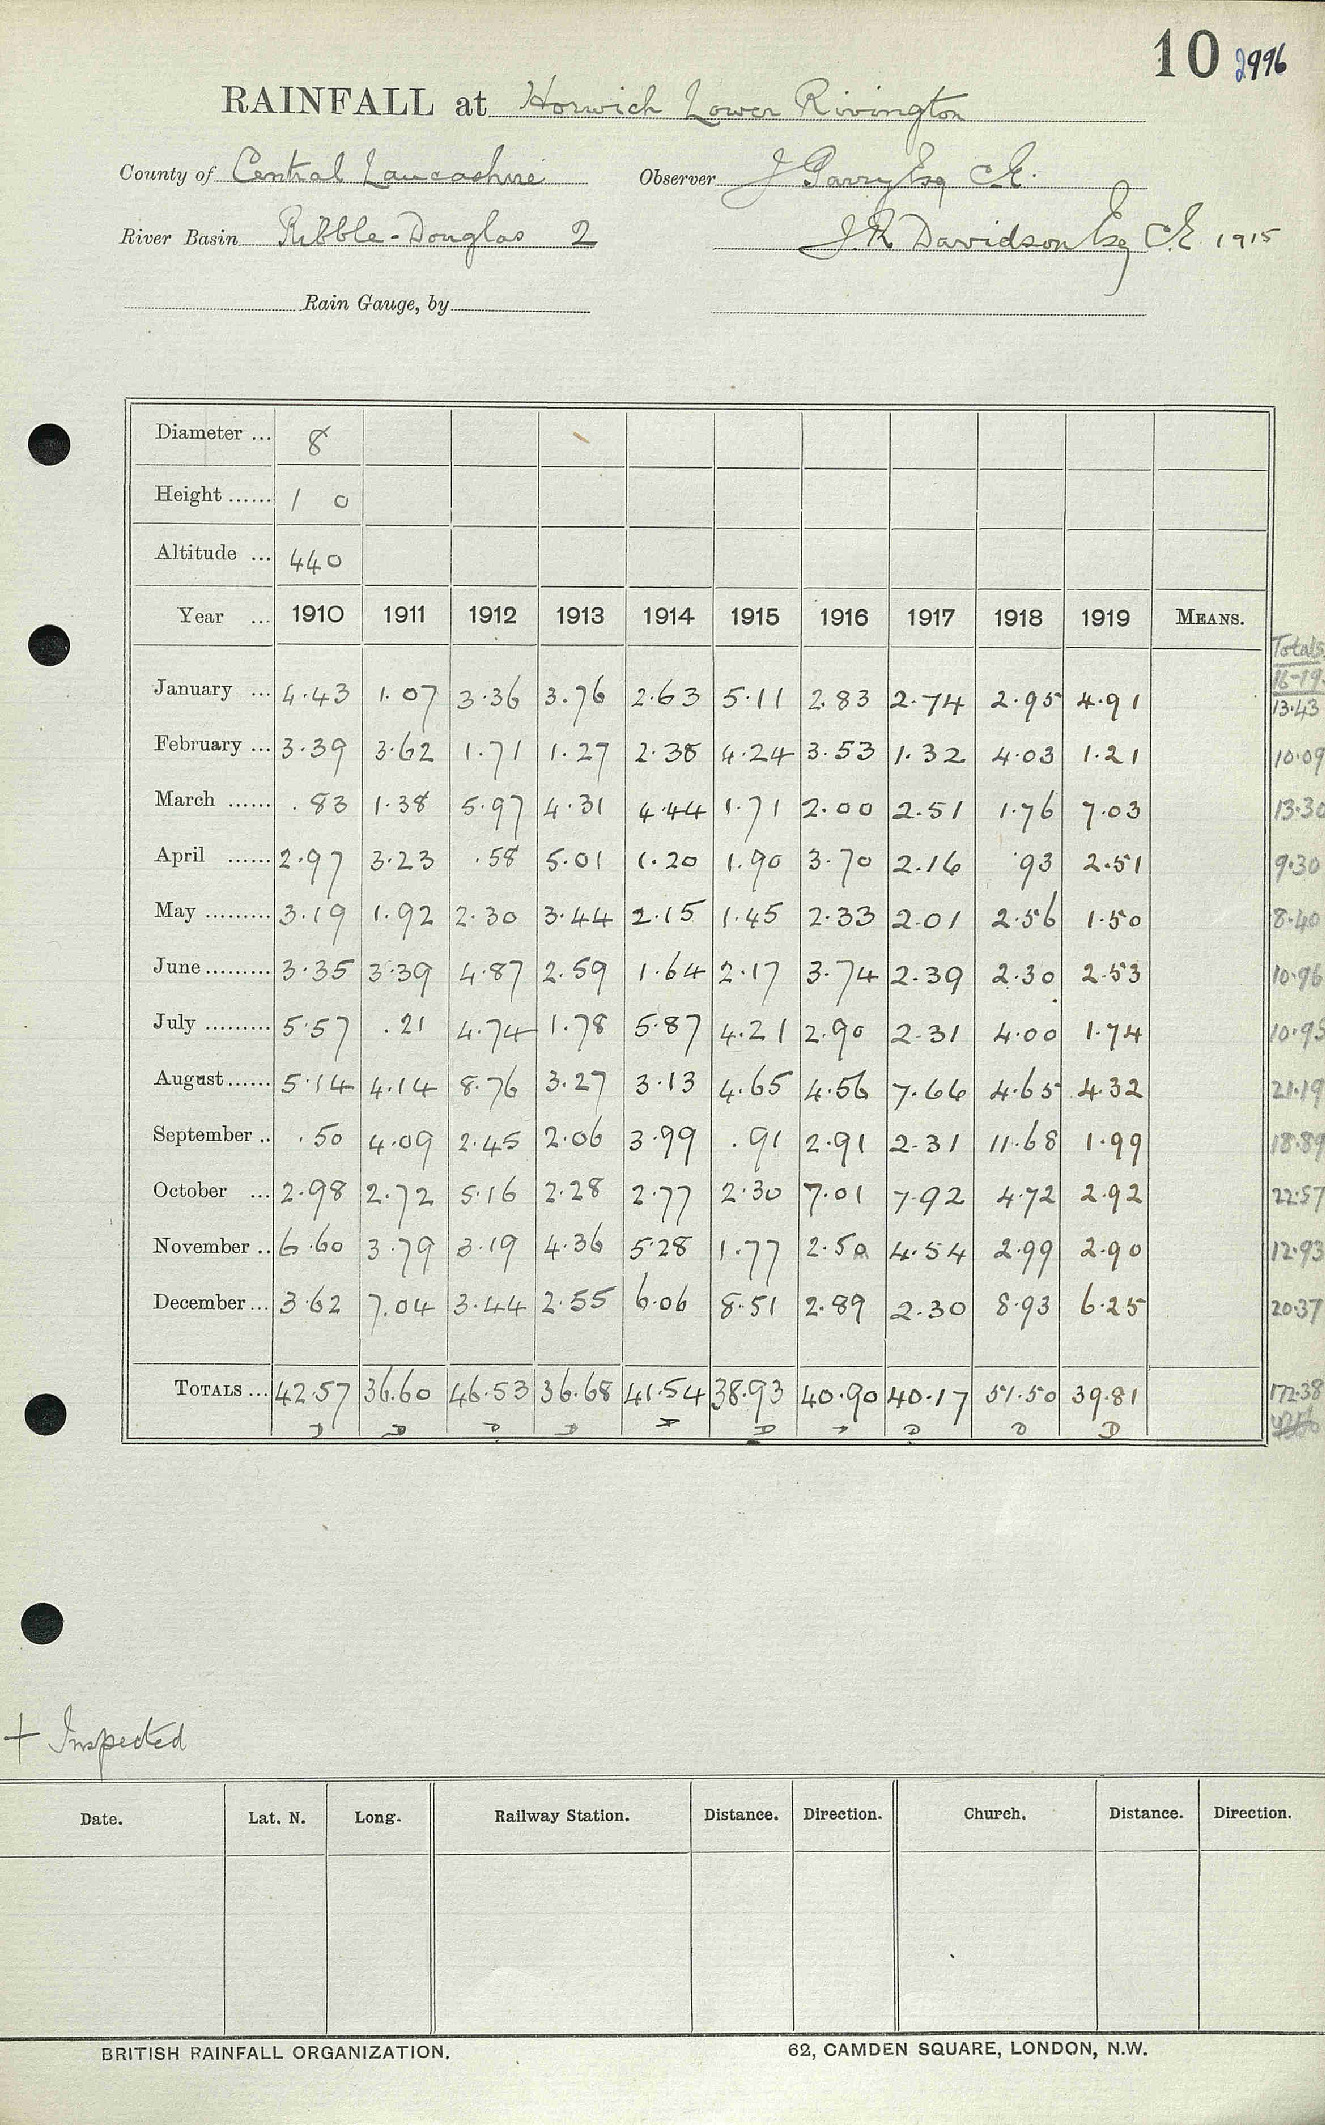 10 2996
RAINFALL at Horwich Lower Rivington
County of Central Lancashire Observer J Parry Esq C.E.
River Basin Ribble-Douglas 2 J.R. Davidson Esq C.E. 1915
Rain Gauge, by
Diameter ... 8
Height ...... 1 0
Altitude ... 440
Year ... 1910 1911 1912 1913 1914 1915 1916 1917 1918 1919 MEANS. Totals
16-19
January ... 4.43 1.07 3.36 3.76 2.63 5.11 2.83 2.74 2.95 4.91 13.43
February ... 3.39 3.62 1.71 1.27 2.38 4.24 3.53 1.32 4.03 1.21 10.09
March ...... .83 1.38 5.97 4.31 4.44 1.71 2.00 2.51 1.76 7.03 13.30
April ...... 2.97 3.23 .58 5.01 1.20 1.90 3.70 2.16 .93 2.51 9.30
May ......... 3.19 1.92 2.30 3.44 2.15 1.45 2.33 2.01 2.56 1.50 8.40
June ......... 3.35 3.39 4.87 2.59 1.64 2.17 3.74 2.39 2.30 2.53 10.96
July ......... 5.57 .21 4.74 1.78 5.87 4.21 2.90 2.31 4.00 1.74 10.95
August ...... 5.14 4.14 8.76 3.27 3.13 4.65 4.56 7.66 4.65 4.32 21.19
September .. .50 4.09 2.45 2.06 3.99 .91 2.91 2.31 11.68 1.99 18.89
October ... 2.98 2.72 5.16 2.28 2.77 2.30 7.01 7.92 4.72 2.92 22.57
November .. 6.60 3.79 3.19 4.36 5.28 1.77 2.50 4.54 2.99 2.90 12.93
December ... 3.62 7.04 3.44 2.55 6.06 8.51 2.89 2.30 8.93 6.25 20.37
TOTALS ... 42.57 36.60 46.53 36.68 41.54 38.93 40.90 40.17 51.50 39.81 172.38
D D D D D D D D D D
+ Inspected
Date. Lat. N. Long. Railway Station. Distance. Direction. Church. Distance. Direction.
BRITISH RAINFALL ORGANIZATION. 62, CAMDEN SQUARE, LONDON, N.W.